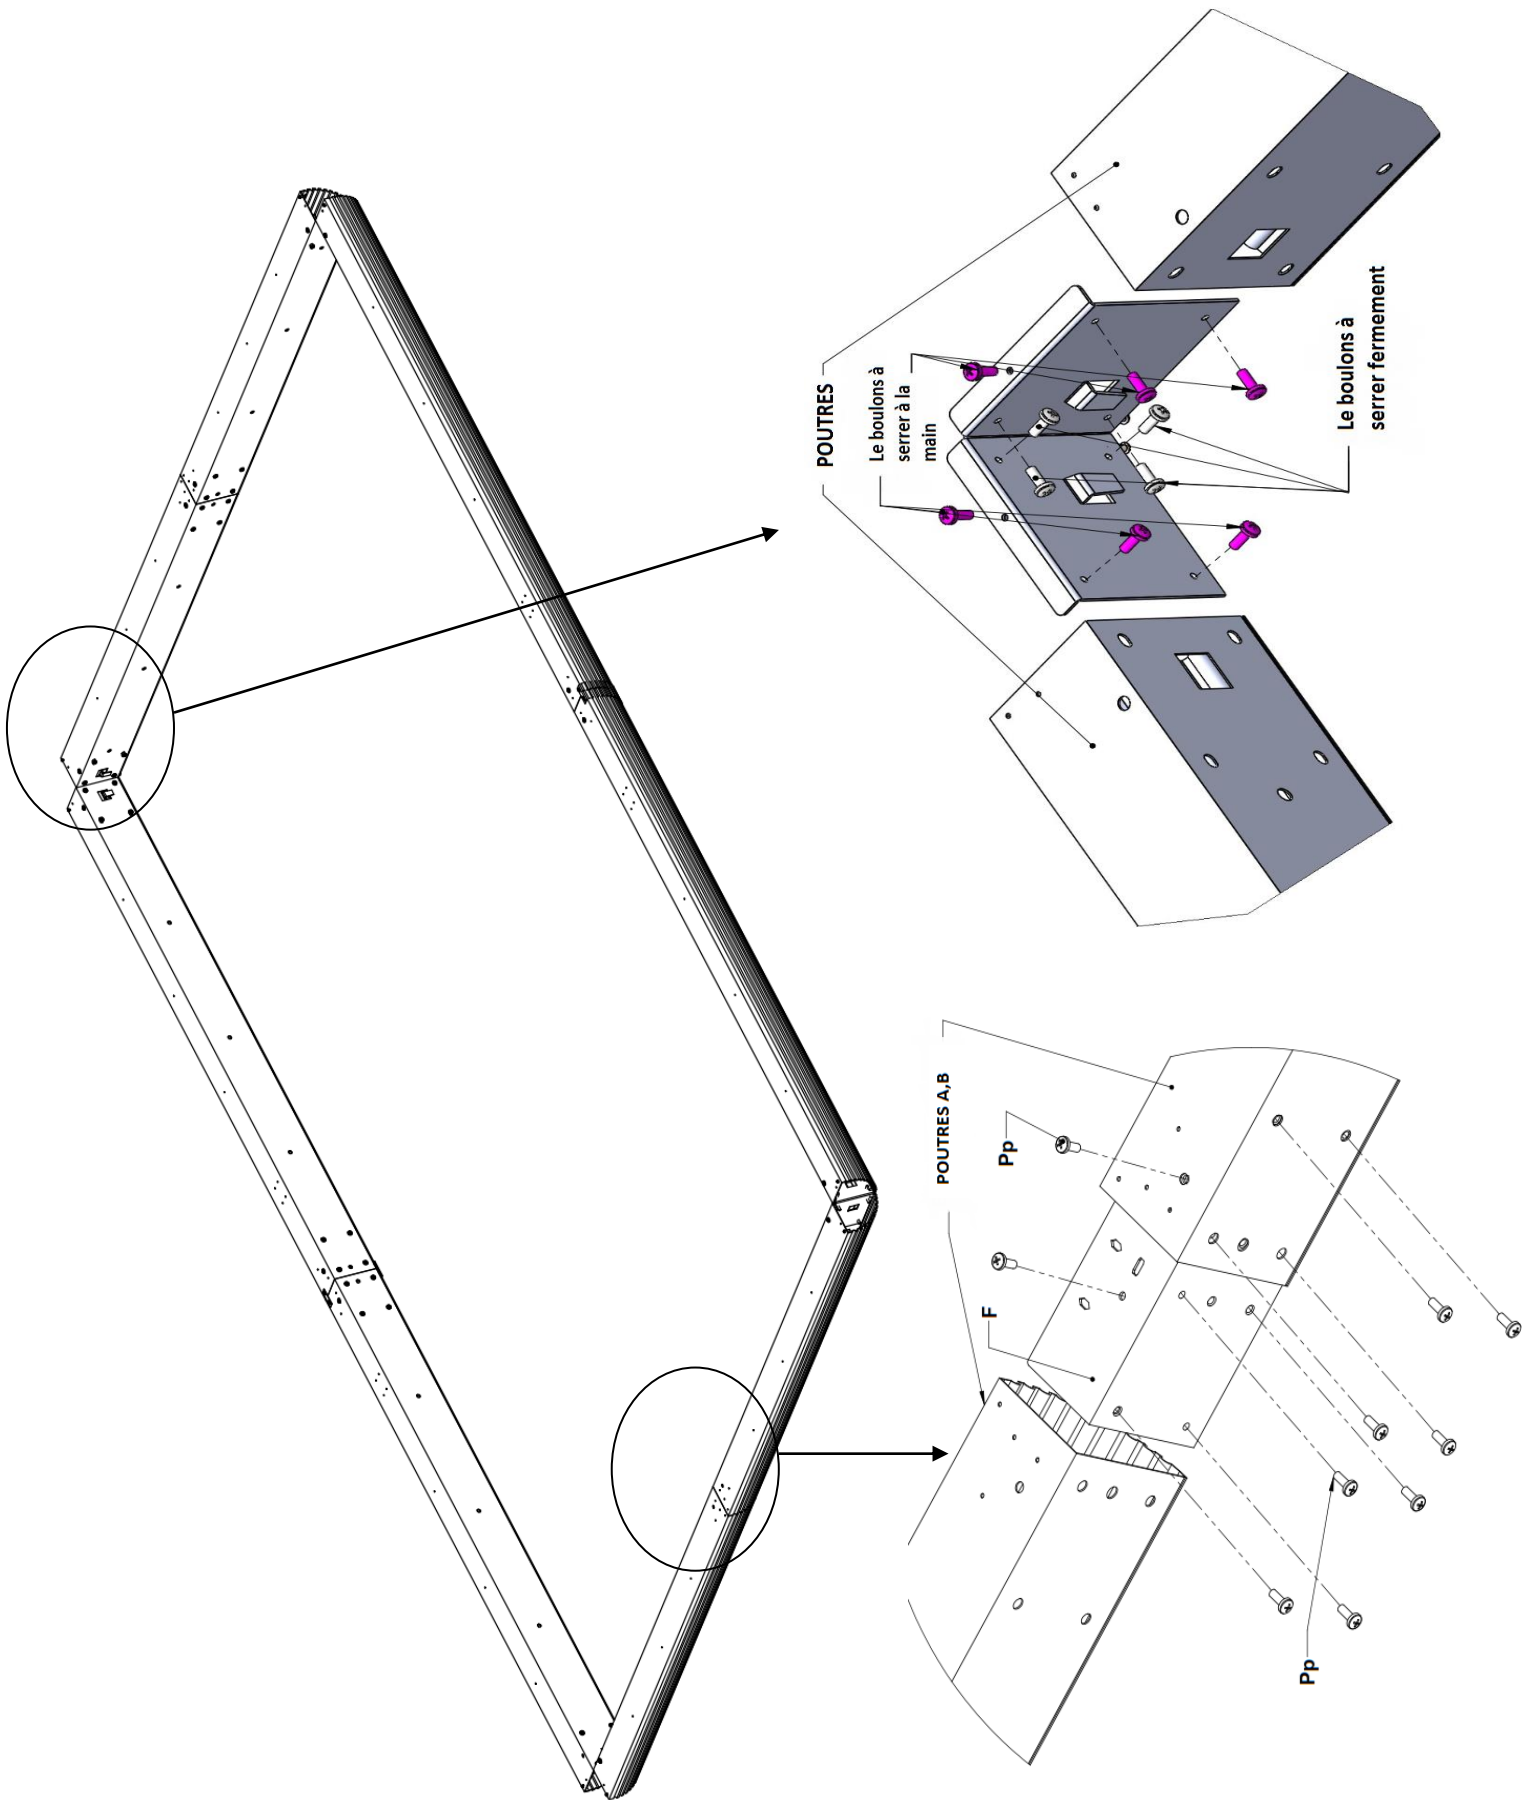 POUTRES
Le boulons à
serrer à la
main
Le boulons à
serrer fermement
POUTRES A,B
Pp
F
Pp